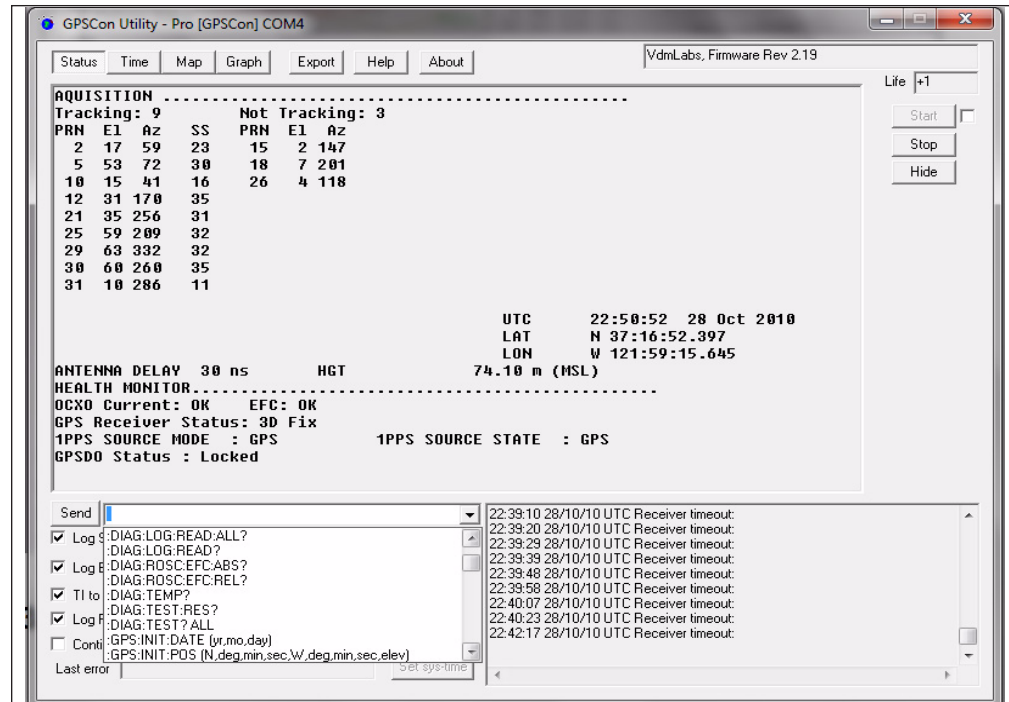 GPSCon Utility - Pro [GPSCon] COM4
Status Time Map Graph Export Help About
VdmLabs, Firmware Rev 2.19
Life +1
Start
Stop
Hide
AQUISITION ................................................
Tracking: 9 Not Tracking: 3
PRN El Az SS PRN El Az
2 17 59 23 15 2 147
5 53 72 30 18 7 201
10 15 41 16 26 4 118
12 31 170 35
21 35 256 31
25 59 209 32
29 63 332 32
30 60 260 35
31 10 286 11
UTC 22:50:52 28 Oct 2010
LAT N 37:16:52.397
LON W 121:59:15.645
ANTENNA DELAY 30 ns HGT 74.10 m (MSL)
HEALTH MONITOR................................................
OCXO Current: OK EFC: OK
GPS Receiver Status: 3D Fix
1PPS SOURCE MODE : GPS 1PPS SOURCE STATE : GPS
GPSDO Status : Locked
Send
Log
Log
TI to
Log
Conti
Last error
:DIAG:LOG:READ:ALL?
:DIAG:LOG:READ?
:DIAG:ROSC:EFC:ABS?
:DIAG:ROSC:EFC:REL?
:DIAG:TEMP?
:DIAG:TEST:RES?
:DIAG:TEST? ALL
:GPS:INIT:DATE (yr,mo,day)
:GPS:INIT:POS (N,deg,min,sec,W,deg,min,sec,elev)
Set sys-time
22:39:10 28/10/10 UTC Receiver timeout:
22:39:20 28/10/10 UTC Receiver timeout:
22:39:29 28/10/10 UTC Receiver timeout:
22:39:39 28/10/10 UTC Receiver timeout:
22:39:48 28/10/10 UTC Receiver timeout:
22:39:58 28/10/10 UTC Receiver timeout:
22:40:07 28/10/10 UTC Receiver timeout:
22:40:23 28/10/10 UTC Receiver timeout:
22:42:17 28/10/10 UTC Receiver timeout: